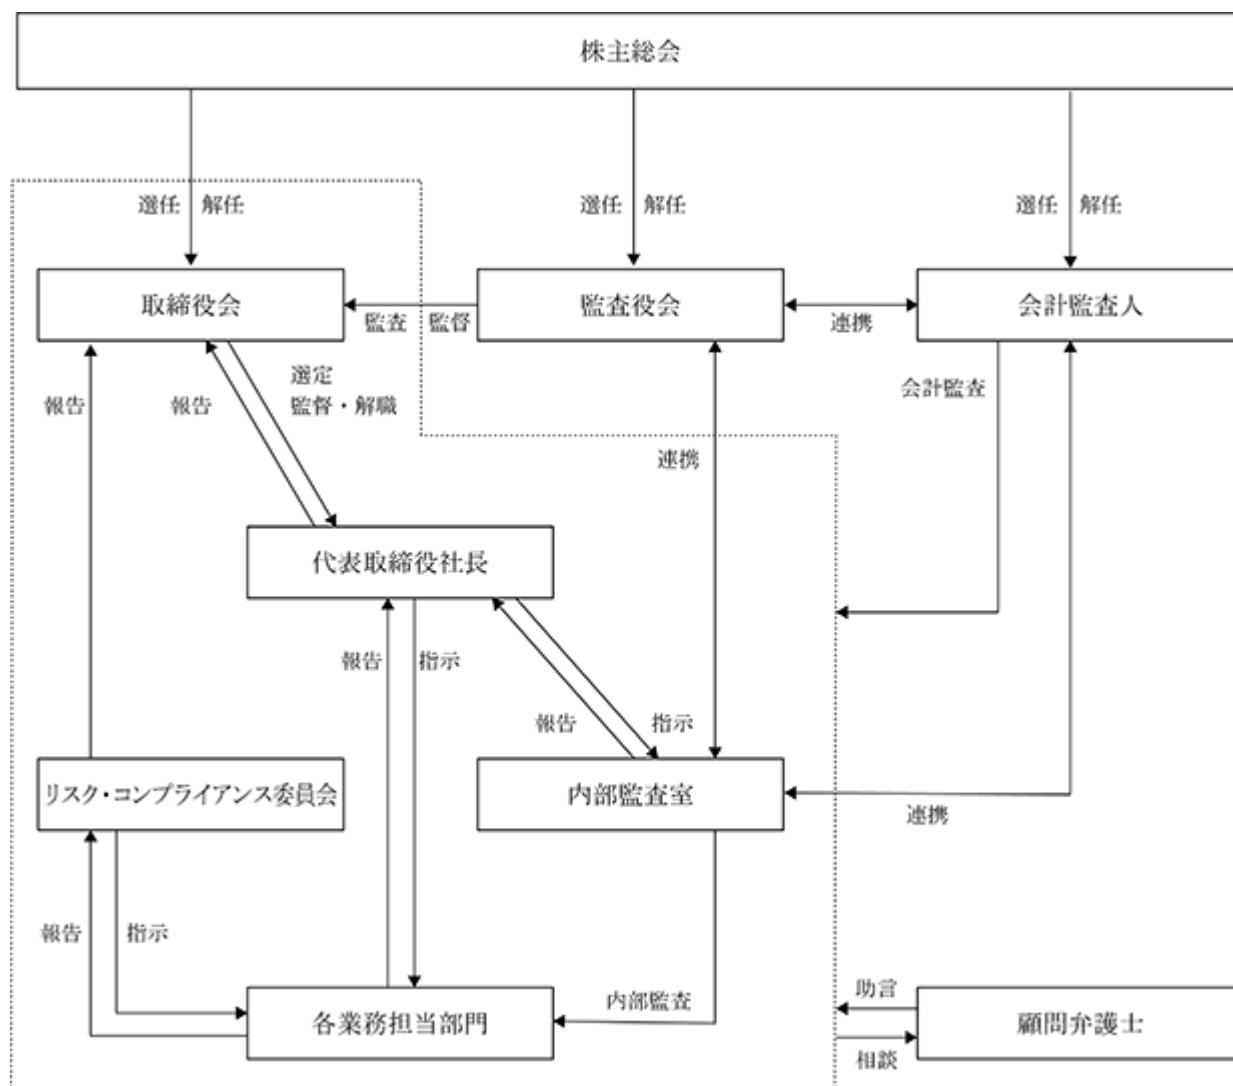 株主総会
選任 解任
選任 解任
選任 解任
取締役会
監査 監督
監査役会
連携
会計監査人
報告
報告
選定
監督・解職
会計監査
連携
代表取締役社長
報告
指示
報告
指示
リスク・コンプライアンス委員会
内部監査室
連携
報告
指示
各業務担当部門
内部監査
助言
顧問弁護士
相談